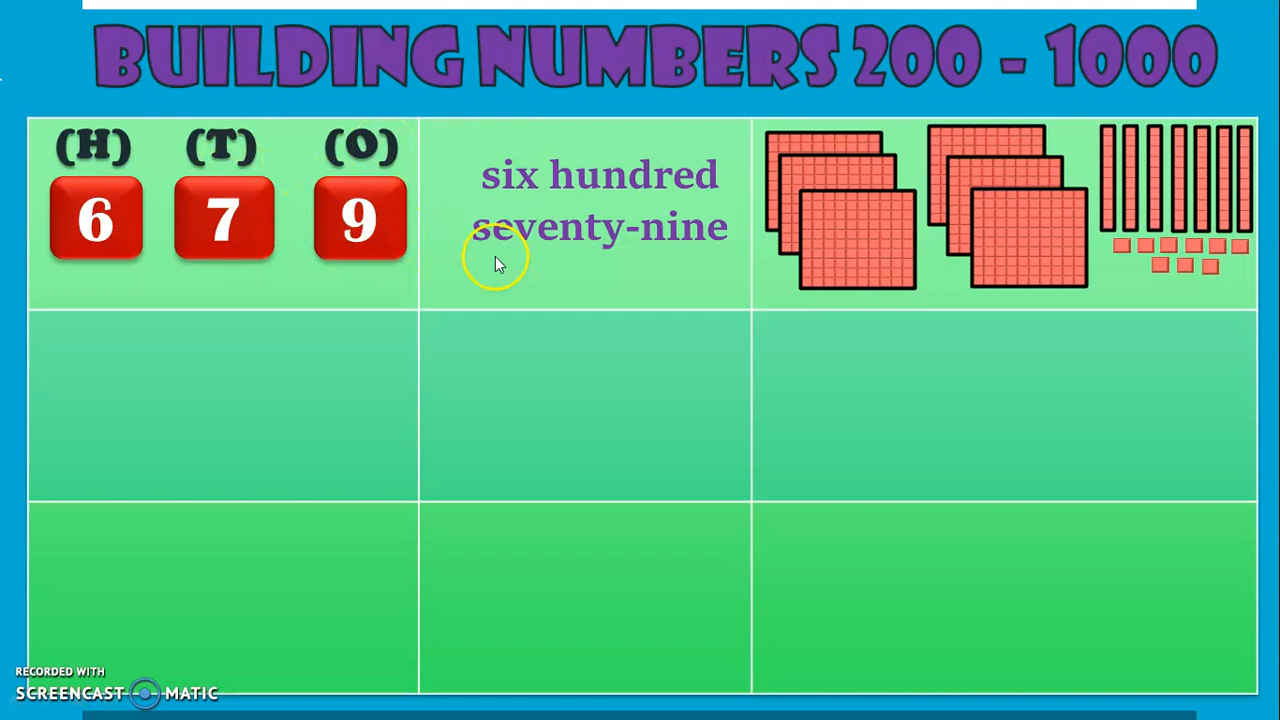 BUILDING NUMBERS 200 - 1000
(H) (T) (O)
6 7 9
six hundred
seventy-nine
RECORDED WITH
SCREENCAST MATIC